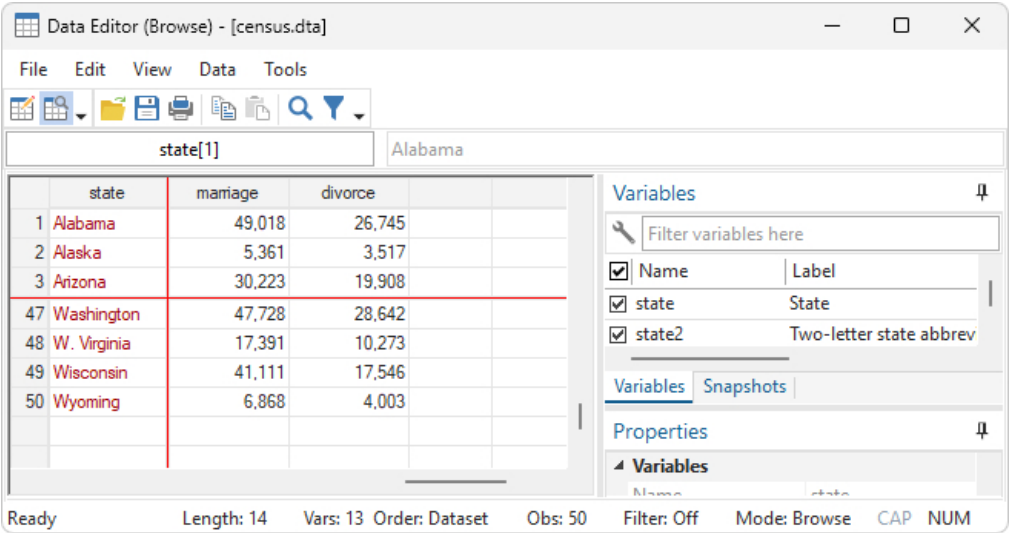 Data Editor (Browse) - [census.dta]
File Edit View Data Tools
state[1] Alabama
state marriage divorce
1 Alabama 49,018 26,745
2 Alaska 5,361 3,517
3 Arizona 30,223 19,908
47 Washington 47,728 28,642
48 W. Virginia 17,391 10,273
49 Wisconsin 41,111 17,546
50 Wyoming 6,868 4,003
Variables
Filter variables here
Name Label
state State
state2 Two-letter state abbrev
Variables Snapshots
Properties
Variables
Name state
Ready Length: 14 Vars: 13 Order: Dataset Obs: 50 Filter: Off Mode: Browse CAP NUM